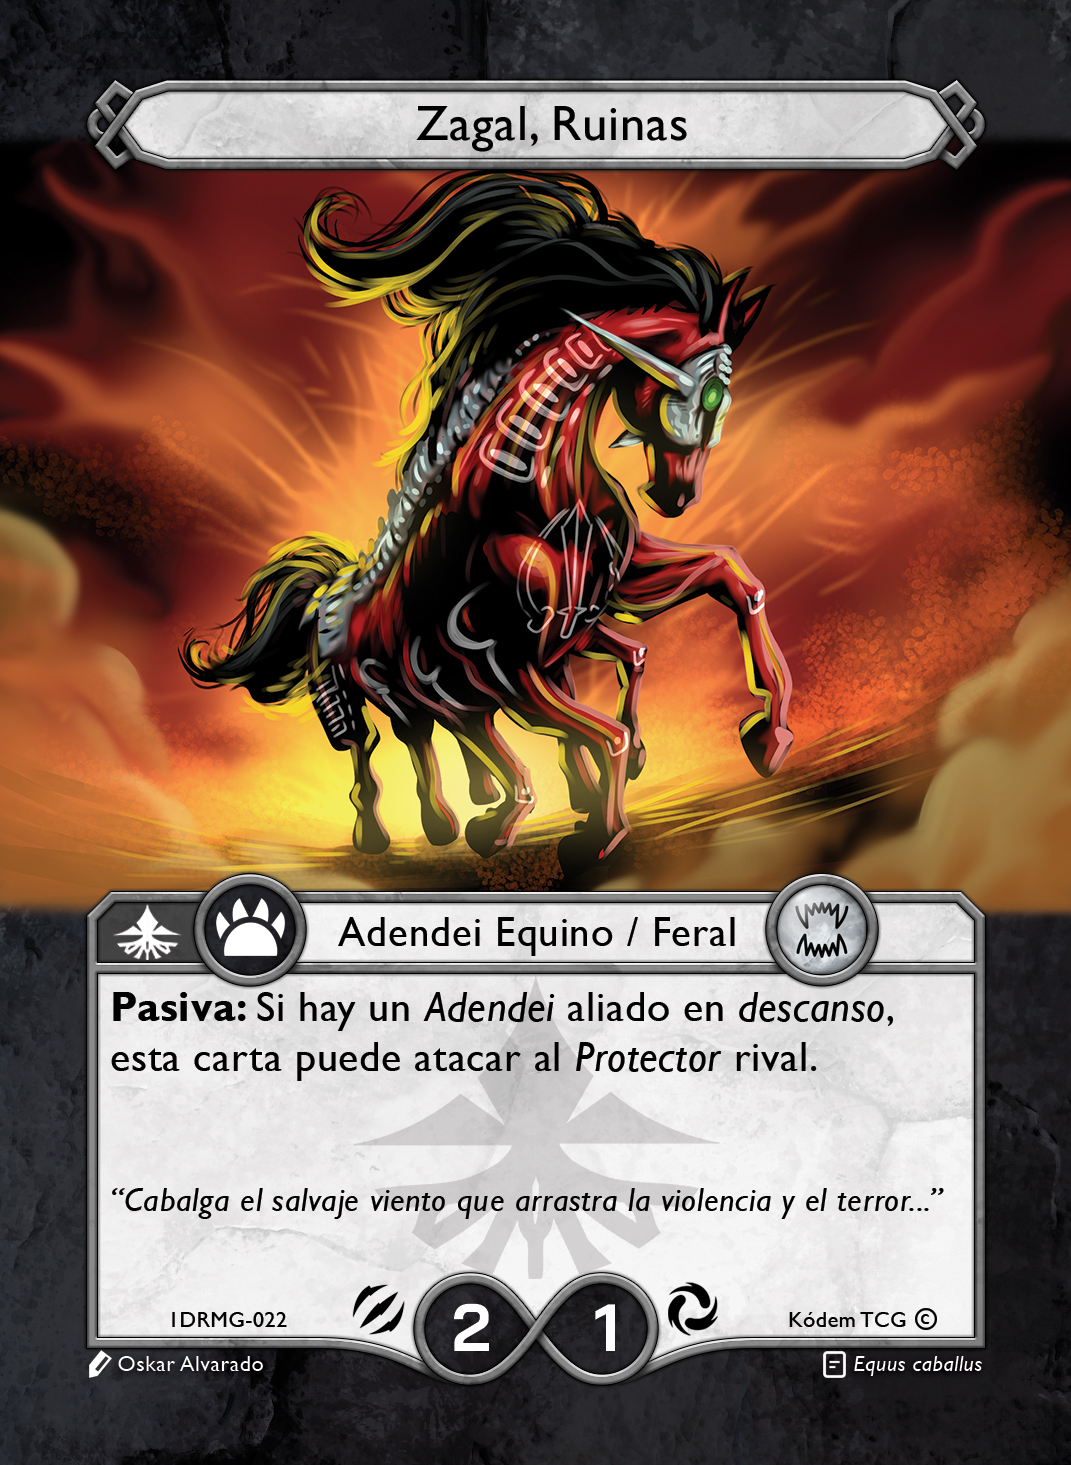 Zagal, Ruinas
Adendei Equino / Feral
Pasiva: Si hay un Adendei aliado en descanso,
esta carta puede atacar al Protector rival.
“Cabalga el salvaje viento que arrastra la violencia y el terror...”
1DRMG-022
2
1
Kódem TCG ©
Oskar Alvarado
Equus caballus